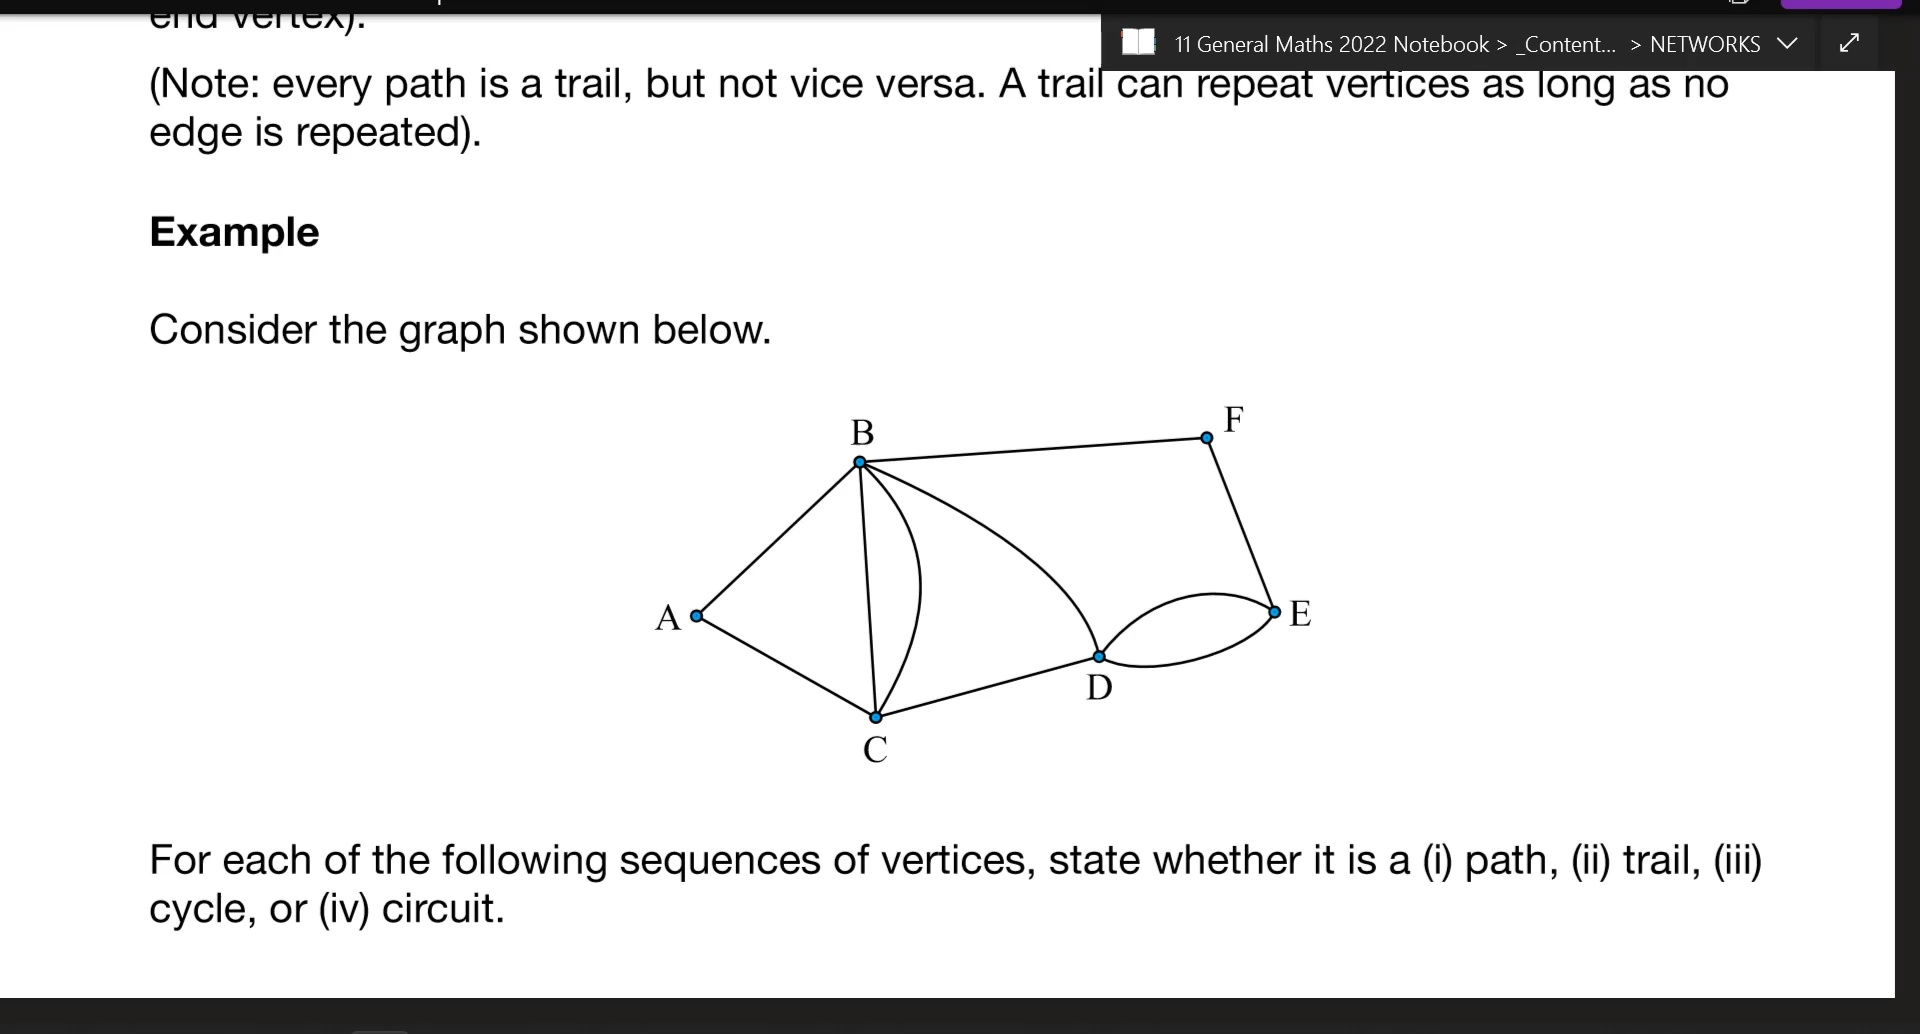 end vertex).
11 General Maths 2022 Notebook > _Content... > NETWORKS
(Note: every path is a trail, but not vice versa. A trail can repeat vertices as long as no
edge is repeated).
Example
Consider the graph shown below.
F
B
A
E
D
C
For each of the following sequences of vertices, state whether it is a (i) path, (ii) trail, (iii)
cycle, or (iv) circuit.